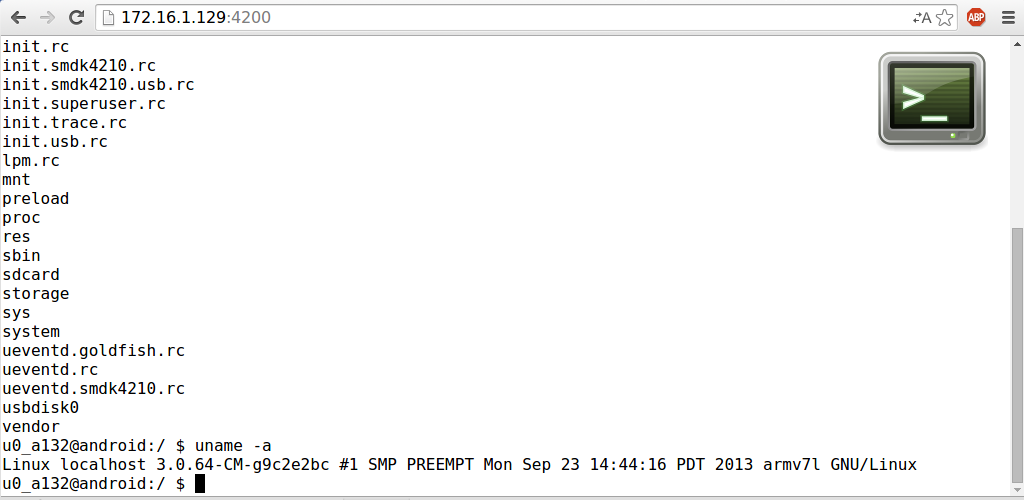 172.16.1.129:4200
A
ABP
init.rc
init.smdk4210.rc
init.smdk4210.usb.rc
init.superuser.rc
init.trace.rc
init.usb.rc
lpm.rc
mnt
preload
proc
res
sbin
sdcard
storage
sys
system
ueventd.goldfish.rc
ueventd.rc
ueventd.smdk4210.rc
usbdisk0
vendor
u0_a132@android:/ $ uname -a
Linux localhost 3.0.64-CM-g9c2e2bc #1 SMP PREEMPT Mon Sep 23 14:44:16 PDT 2013 armv7l GNU/Linux
u0_a132@android:/ $
>_